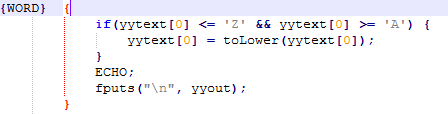 {WORD} {
if(yytext[0] <= 'Z' && yytext[0] >= 'A') {
yytext[0] = toLower(yytext[0]);
}
ECHO;
fputs("\n", yyout);
}